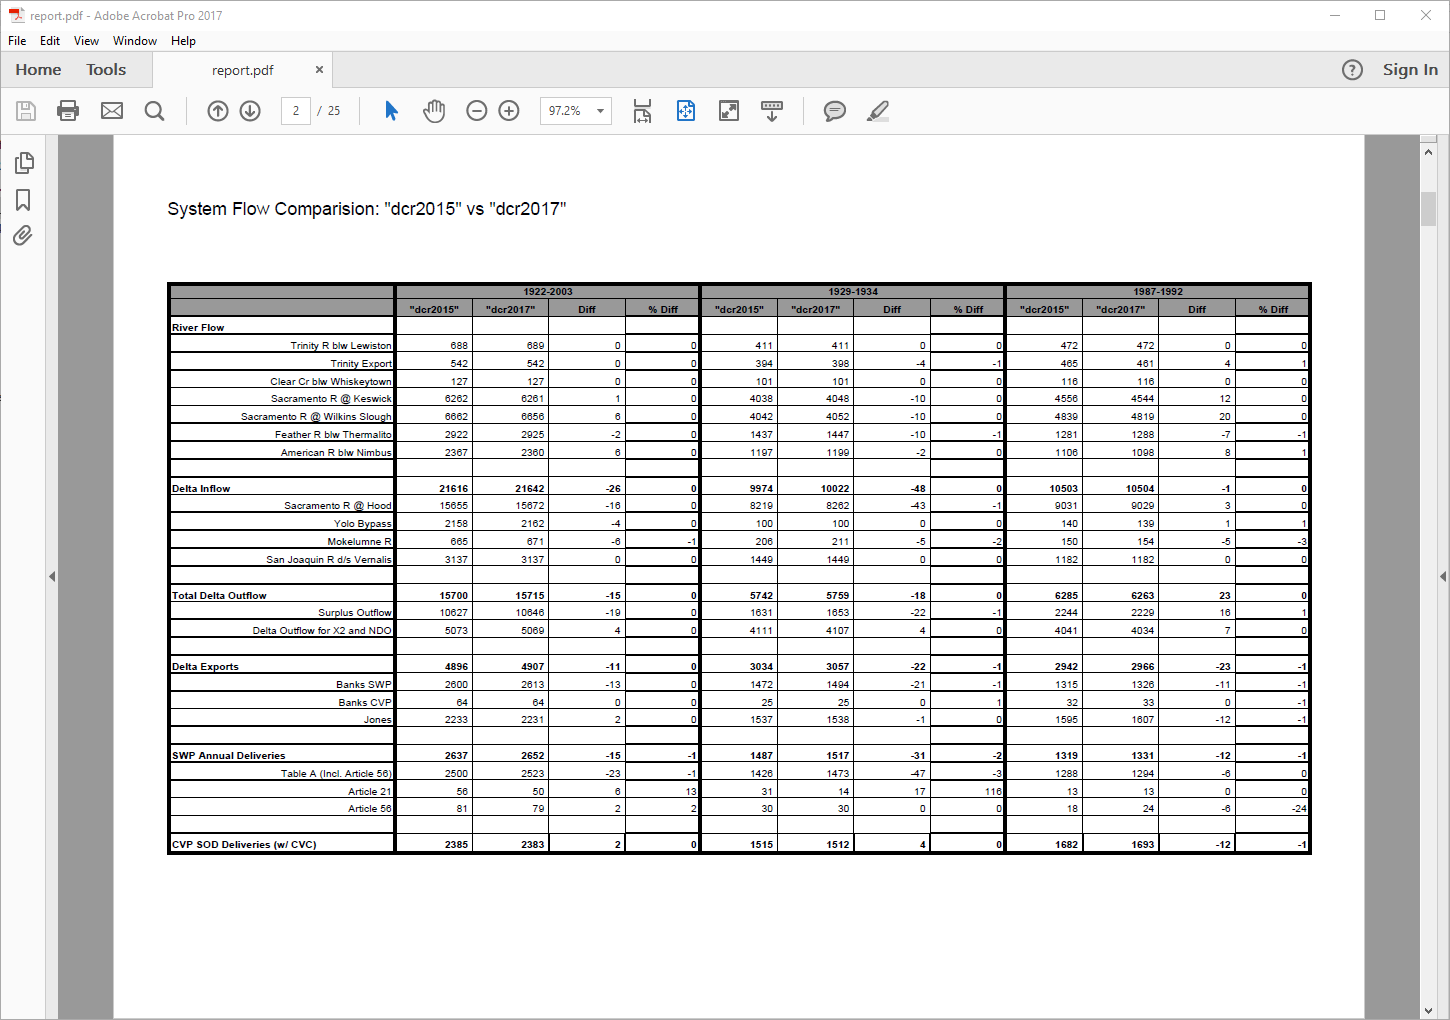 report.pdf - Adobe Acrobat Pro 2017
File Edit View Window Help
Home Tools report.pdf × ? Sign In
2 / 25 97.2%
System Flow Comparision: "dcr2015" vs "dcr2017"
1922-2003 1929-1934 1987-1992
"dcr2015" "dcr2017" Diff % Diff "dcr2015" "dcr2017" Diff % Diff "dcr2015" "dcr2017" Diff % Diff
River Flow
Trinity R blw Lewiston 688 689 0 0 411 411 0 0 472 472 0 0
Trinity Export 542 542 0 0 394 398 -4 -1 465 461 4 1
Clear Cr blw Whiskeytown 127 127 0 0 101 101 0 0 116 116 0 0
Sacramento R @ Keswick 6262 6261 1 0 4038 4048 -10 0 4556 4544 12 0
Sacramento R @ Wilkins Slough 6662 6656 6 0 4042 4052 -10 0 4839 4819 20 0
Feather R blw Thermalito 2922 2925 -2 0 1437 1447 -10 -1 1281 1288 -7 -1
American R blw Nimbus 2367 2360 6 0 1197 1199 -2 0 1106 1098 8 1
Delta Inflow 21616 21642 -26 0 9974 10022 -48 0 10503 10504 -1 0
Sacramento R @ Hood 15655 15672 -16 0 8219 8262 -43 -1 9031 9029 3 0
Yolo Bypass 2158 2162 -4 0 100 100 0 0 140 139 1 1
Mokelumne R 665 671 -6 -1 206 211 -5 -2 150 154 -5 -3
San Joaquin R d/s Vernalis 3137 3137 0 0 1449 1449 0 0 1182 1182 0 0
Total Delta Outflow 15700 15715 -15 0 5742 5759 -18 0 6285 6263 23 0
Surplus Outflow 10627 10646 -19 0 1631 1653 -22 -1 2244 2229 16 1
Delta Outflow for X2 and NDO 5073 5069 4 0 4111 4107 4 0 4041 4034 7 0
Delta Exports 4896 4907 -11 0 3034 3057 -22 -1 2942 2966 -23 -1
Banks SWP 2600 2613 -13 0 1472 1494 -21 -1 1315 1326 -11 -1
Banks CVP 64 64 0 0 25 25 0 1 32 33 0 -1
Jones 2233 2231 2 0 1537 1538 -1 0 1595 1607 -12 -1
SWP Annual Deliveries 2637 2652 -15 -1 1487 1517 -31 -2 1319 1331 -12 -1
Table A (Incl. Article 56) 2500 2523 -23 -1 1426 1473 -47 -3 1288 1294 -6 0
Article 21 56 50 6 13 31 14 17 116 13 13 0 0
Article 56 81 79 2 2 30 30 0 0 18 24 -6 -24
CVP SOD Deliveries (w/ CVC) 2385 2383 2 0 1515 1512 4 0 1682 1693 -12 -1